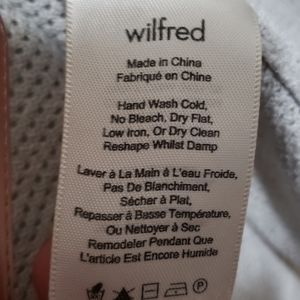 wilfred
Made in China
Fabriqué en Chine
Hand Wash Cold,
No Bleach, Dry Flat,
Low Iron, Or Dry Clean
Reshape Whilst Damp
Laver à La Main à L'eau Froide,
Pas De Blanchiment,
Sécher à Plat,
Repasser à Basse Température,
Ou Nettoyer à Sec
Remodeler Pendant Que
L'article Est Encore Humide
P